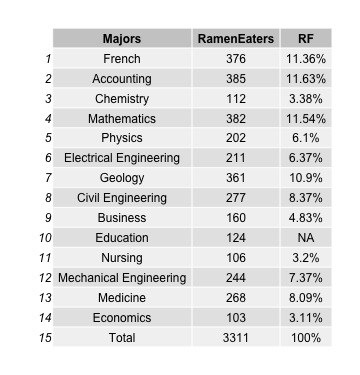 Majors RamenEaters RF
1 French 376 11.36%
2 Accounting 385 11.63%
3 Chemistry 112 3.38%
4 Mathematics 382 11.54%
5 Physics 202 6.1%
6 Electrical Engineering 211 6.37%
7 Geology 361 10.9%
8 Civil Engineering 277 8.37%
9 Business 160 4.83%
10 Education 124 NA
11 Nursing 106 3.2%
12 Mechanical Engineering 244 7.37%
13 Medicine 268 8.09%
14 Economics 103 3.11%
15 Total 3311 100%